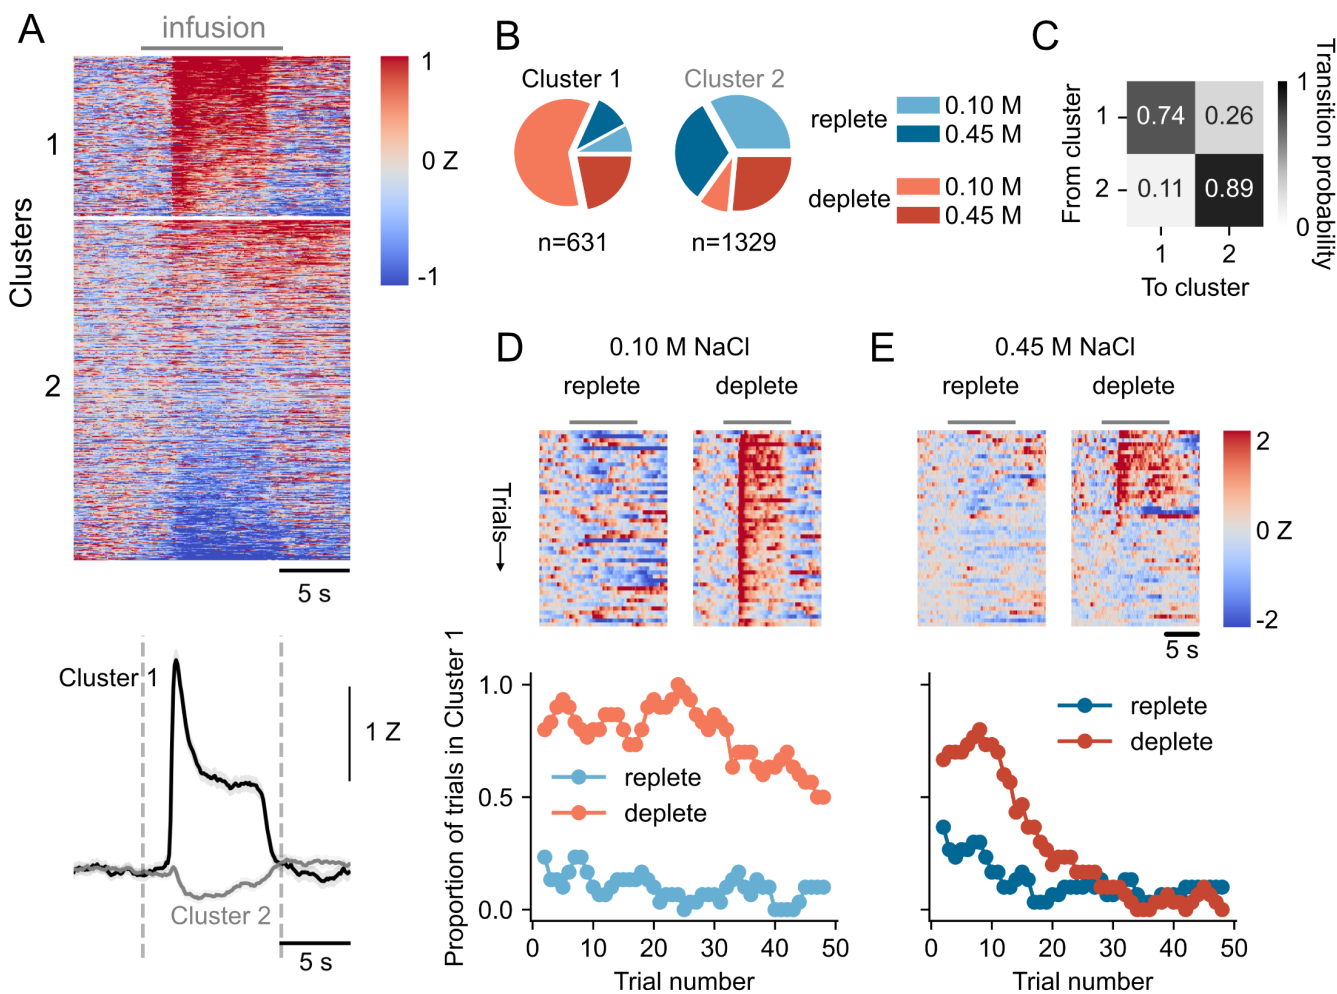 A
infusion
Clusters
1
2
1
0 Z
-1
5 s
Cluster 1
1 Z
Cluster 2
5 s
B
Cluster 1
Cluster 2
n=631
n=1329
replete
0.10 M
0.45 M
deplete
0.10 M
0.45 M
C
From cluster
1
2
0.74
0.26
0.11
0.89
1
2
To cluster
1
0
Transition probability
D
0.10 M NaCl
replete
deplete
Trials→
Proportion of trials in Cluster 1
1.0
0.5
0.0
replete
deplete
0
10
20
30
40
50
Trial number
E
0.45 M NaCl
replete
deplete
2
0 Z
-2
5 s
replete
deplete
0
10
20
30
40
50
Trial number